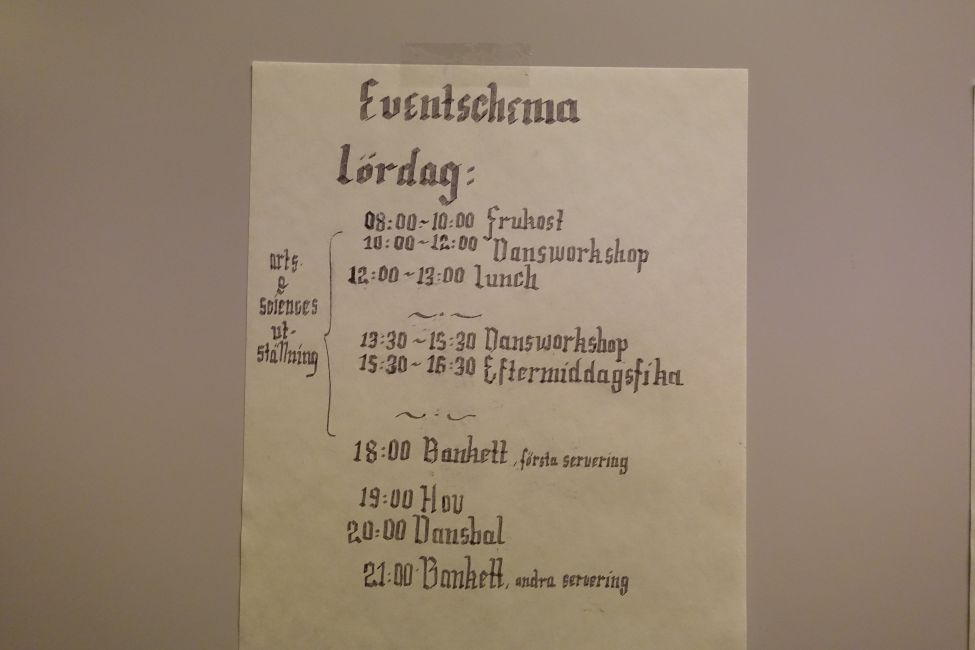 Eventschema
Lördag:
08:00~10:00 Frukost
10:00~12:00 Dansworkshop
12:00~13:00 Lunch
13:30~15:30 Dansworkshop
15:30~16:30 Eftermiddagsfika
arts
&
Sciences
ut-
ställning
18:00 Bankett, första servering
19:00 Hov
20:00 Dansbal
21:00 Bankett, andra servering